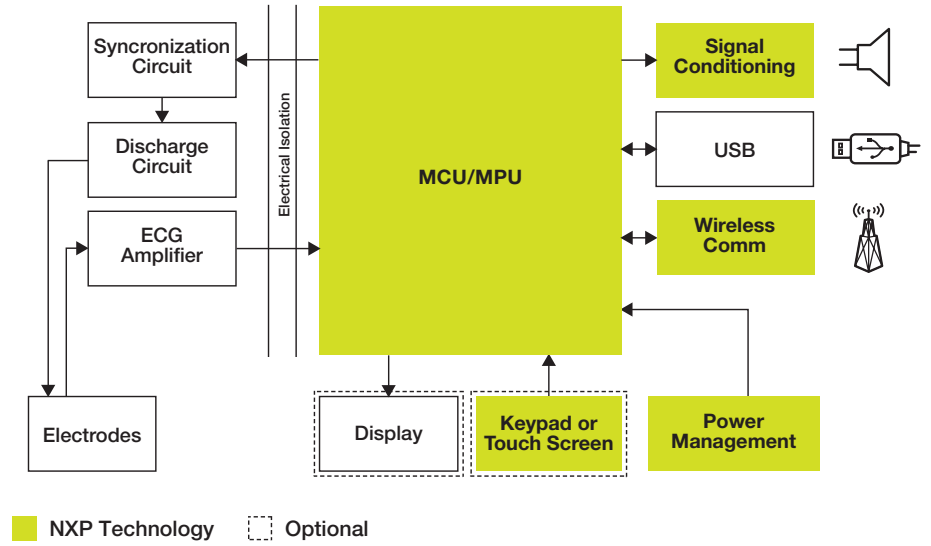 Syncronization
Circuit
Discharge
Circuit
ECG
Amplifier
Electrodes
Electrical Isolation
MCU/MPU
Signal
Conditioning
USB
Wireless
Comm
Display
Keypad or
Touch Screen
Power
Management
NXP Technology
Optional